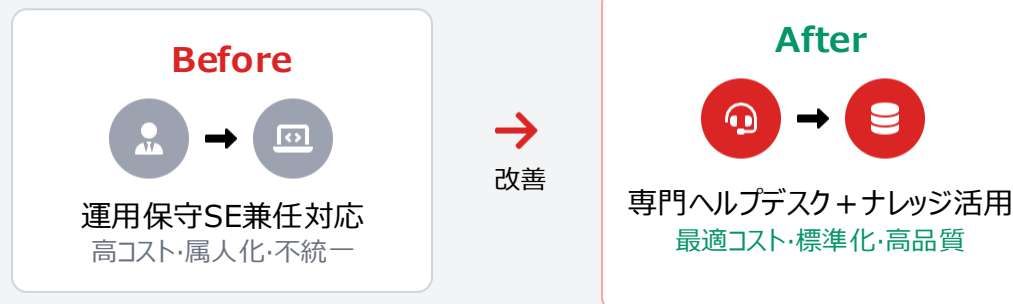 Before
運用保守SE兼任対応
高コスト·属人化·不統一
改善
After
専門ヘルプデスク+ナレッジ活用
最適コスト·標準化·高品質